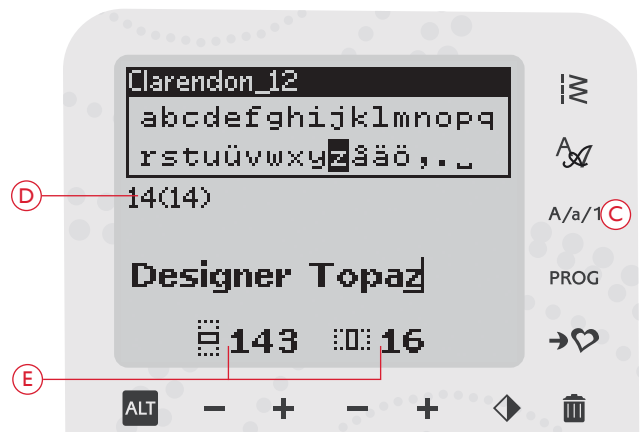 Clarendon_12
abcdefghijklmnopq
rstuüvwxyzâäö,.⎵
D
14(14)
A/a/1 C
Designer Topaz
PROG
143 16
E
ALT - + - +